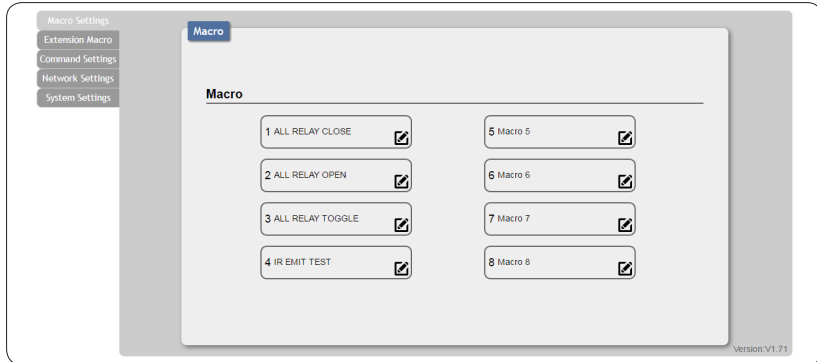 Macro Settings
Extension Macro
Command Settings
Network Settings
System Settings
Macro
Macro
1 ALL RELAY CLOSE
2 ALL RELAY OPEN
3 ALL RELAY TOGGLE
4 IR EMIT TEST
5 Macro 5
6 Macro 6
7 Macro 7
8 Macro 8
Version:V1.71